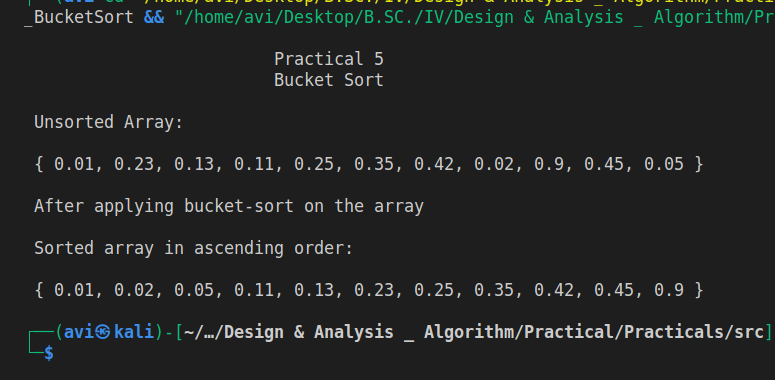 _BucketSort && "/home/avi/Desktop/B.SC./IV/Design & Analysis _ Algorithm/Pr
Practical 5
Bucket Sort
Unsorted Array:
{ 0.01, 0.23, 0.13, 0.11, 0.25, 0.35, 0.42, 0.02, 0.9, 0.45, 0.05 }
After applying bucket-sort on the array
Sorted array in ascending order:
{ 0.01, 0.02, 0.05, 0.11, 0.13, 0.23, 0.25, 0.35, 0.42, 0.45, 0.9 }
┌──(avi㉿kali)-[~/…/Design & Analysis _ Algorithm/Practical/Practicals/src]
└─$